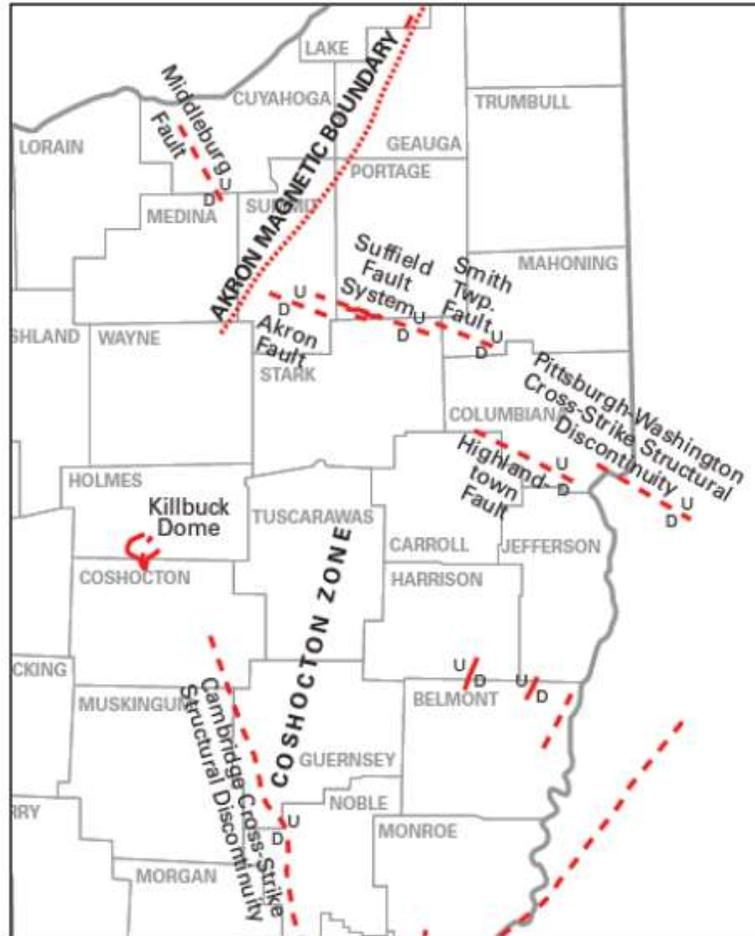 LAKE
CUYAHOGA
TRUMBULL
LORAIN
GEAUGA
Middleburg
Fault
U
D
AKRON MAGNETIC BOUNDARY
PORTAGE
MEDINA
SUMMIT
MAHONING
Suffield
Fault
System
Smith
Twp.
Fault
U
D
Akron
Fault
U
D
U
D
SHLAND
WAYNE
STARK
Pittsburgh-Washington
Cross-Strike Structural
Discontinuity
U
D
COLUMBIANA
Highland-
town
Fault
U
D
HOLMES
Killbuck
Dome
TUSCARAWAS
CARROLL
JEFFERSON
COSHOCTON
HARRISON
COSHOCTON ZONE
CKING
MUSKINGUM
U
D
U
D
BELMONT
Cambridge Cross-Strike
Structural Discontinuity
U
D
GUERNSEY
NOBLE
RRY
MONROE
MORGAN